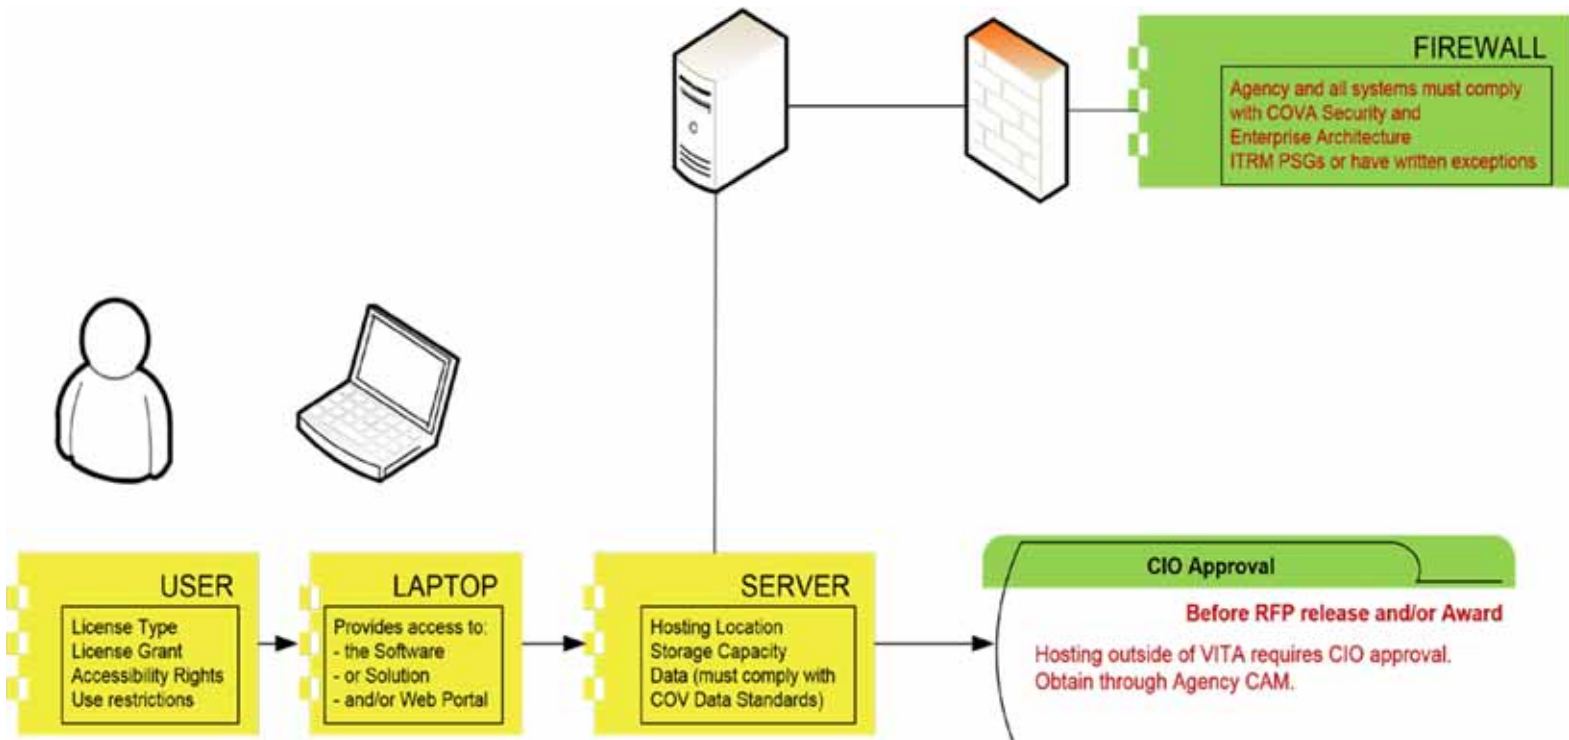 FIREWALL
Agency and all systems must comply
with COVA Security and
Enterprise Architecture
ITRM PSGs or have written exceptions
USER
License Type
License Grant
Accessibility Rights
Use restrictions
LAPTOP
Provides access to:
- the Software
- or Solution
- and/or Web Portal
SERVER
Hosting Location
Storage Capacity
Data (must comply with
COV Data Standards)
CIO Approval
Before RFP release and/or Award
Hosting outside of VITA requires CIO approval.
Obtain through Agency CAM.